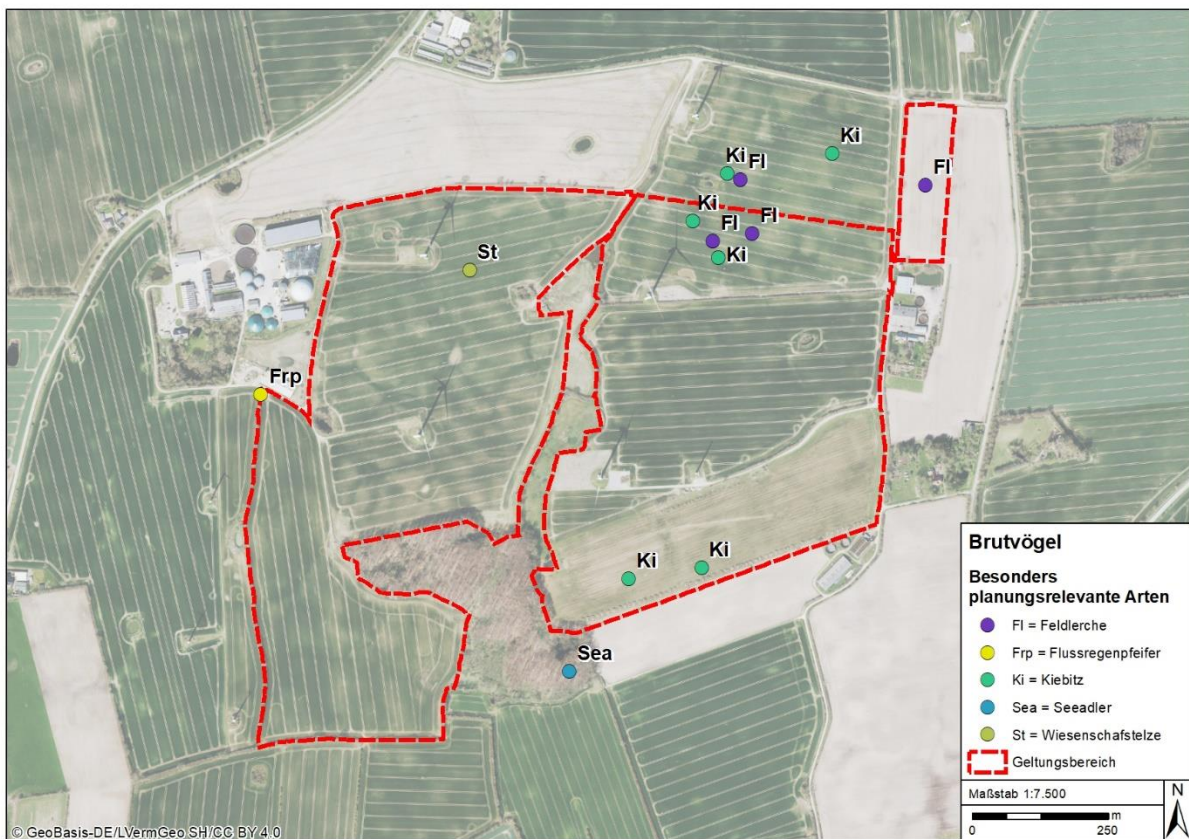 Ki
Ki
Fl
Fl
Ki
Fl
Fl
Ki
St
Frp
Ki
Ki
Sea
Brutvögel
Besonders
planungsrelevante Arten
Fl = Feldlerche
Frp = Flussregenpfeifer
Ki = Kiebitz
Sea = Seeadler
St = Wiesenschafstelze
Geltungsbereich
Maßstab 1:7.500
N
m
0 250
© GeoBasis-DE/LVermGeo SH/CC BY 4.0